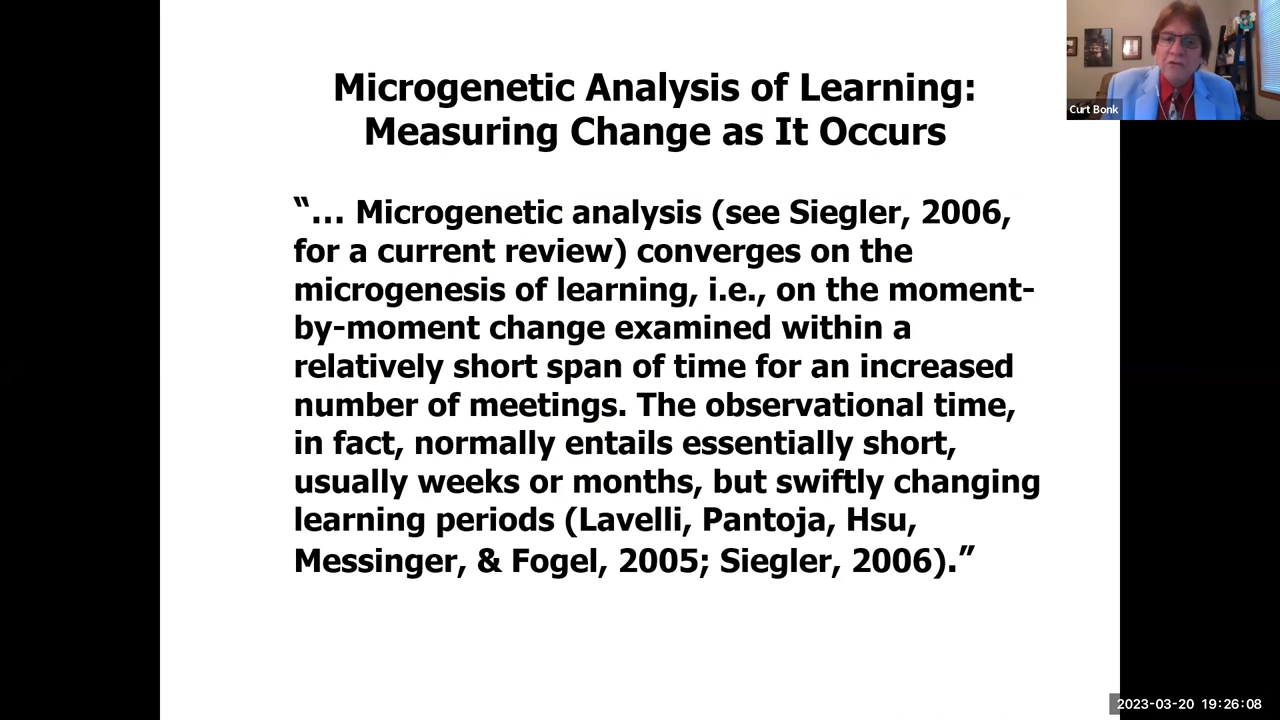 Microgenetic Analysis of Learning:
Measuring Change as It Occurs
Curt Bonk
“… Microgenetic analysis (see Siegler, 2006,
for a current review) converges on the
microgenesis of learning, i.e., on the moment-
by-moment change examined within a
relatively short span of time for an increased
number of meetings. The observational time,
in fact, normally entails essentially short,
usually weeks or months, but swiftly changing
learning periods (Lavelli, Pantoja, Hsu,
Messinger, & Fogel, 2005; Siegler, 2006).”
2023-03-20 19:26:08